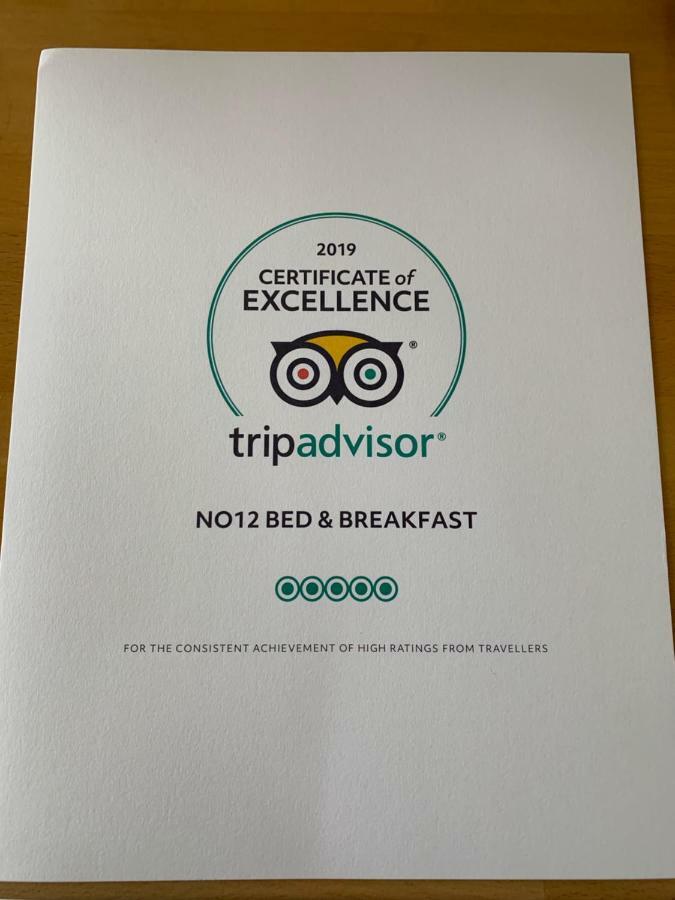 2019
CERTIFICATE of
EXCELLENCE
®
tripadvisor®
NO12 BED & BREAKFAST
FOR THE CONSISTENT ACHIEVEMENT OF HIGH RATINGS FROM TRAVELLERS